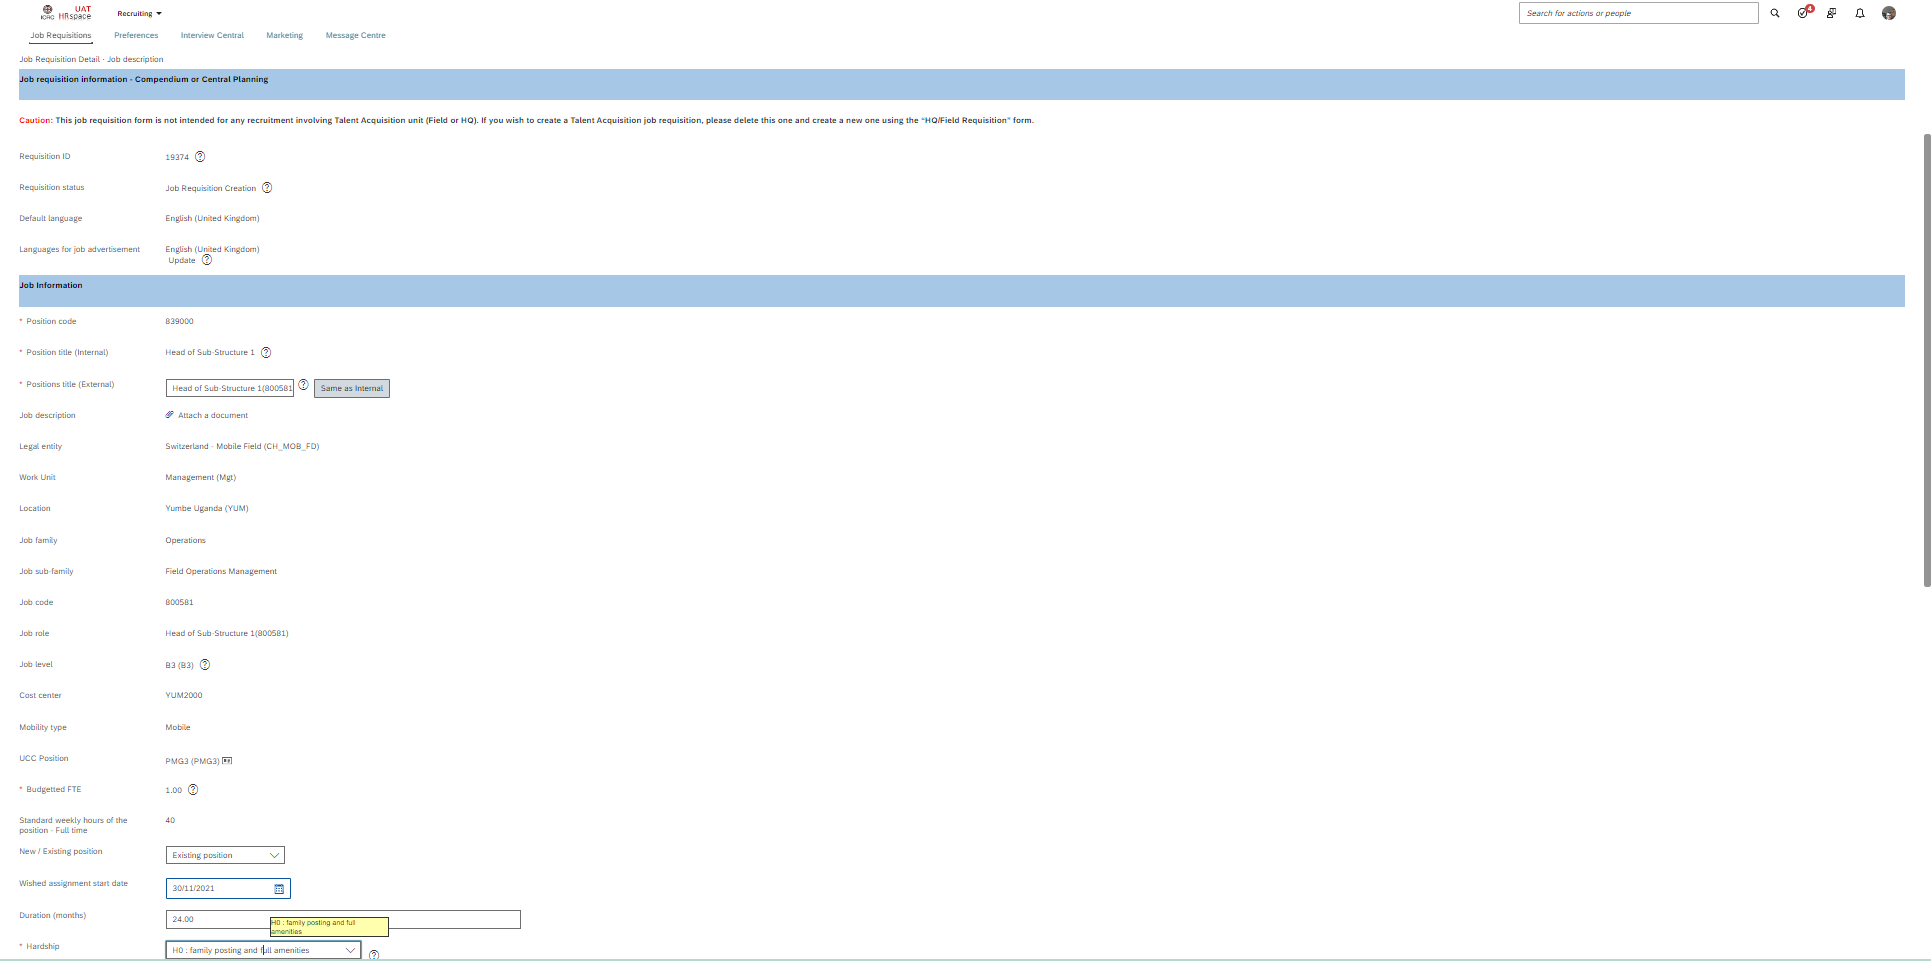 ICRC
UAT
HRspace
Recruiting
Search for actions or people
4
Job Requisitions
Preferences
Interview Central
Marketing
Message Centre
Job Requisition Detail - Job description
Job requisition information - Compendium or Central Planning
Caution: This job requisition form is not intended for any recruitment involving Talent Acquisition unit (Field or HQ). If you wish to create a Talent Acquisition job requisition, please delete this one and create a new one using the "HQ/Field Requisition" form.
Requisition ID 19374
Requisition status Job Requisition Creation
Default language English (United Kingdom)
Languages for job advertisement English (United Kingdom)
Update
Job Information
* Position code 839000
* Position title (Internal) Head of Sub-Structure 1
* Positions title (External) Head of Sub-Structure 1(800581 Same as Internal
Job description Attach a document
Legal entity Switzerland - Mobile Field (CH_MOB_FD)
Work Unit Management (Mgt)
Location Yumbe Uganda (YUM)
Job family Operations
Job sub-family Field Operations Management
Job code 800581
Job role Head of Sub-Structure 1(800581)
Job level B3 (B3)
Cost center YUM2000
Mobility type Mobile
UCC Position PMG3 (PMG3)
* Budgetted FTE 1.00
Standard weekly hours of the 40
position - Full time
New / Existing position Existing position
Wished assignment start date 30/11/2021
Duration (months) 24.00
H0 : family posting and full
amenities
* Hardship H0 : family posting and full amenities